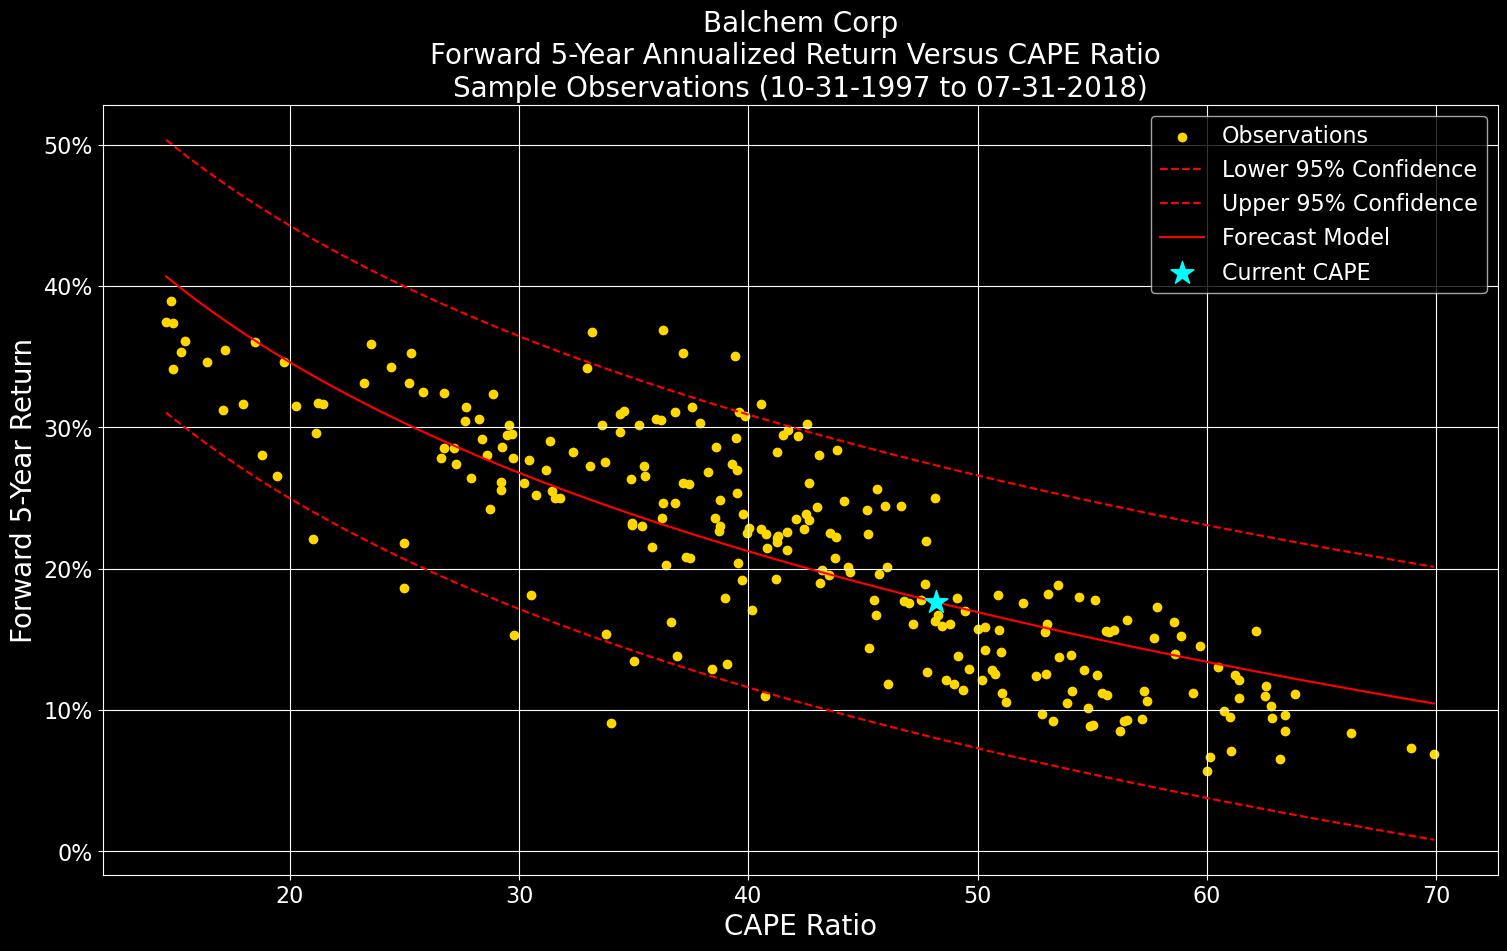 Balchem Corp
Forward 5-Year Annualized Return Versus CAPE Ratio
Sample Observations (10-31-1997 to 07-31-2018)
Observations
Lower 95% Confidence
Upper 95% Confidence
Forecast Model
Current CAPE
Forward 5-Year Return
50%
40%
30%
20%
10%
0%
20 30 40 50 60 70
CAPE Ratio